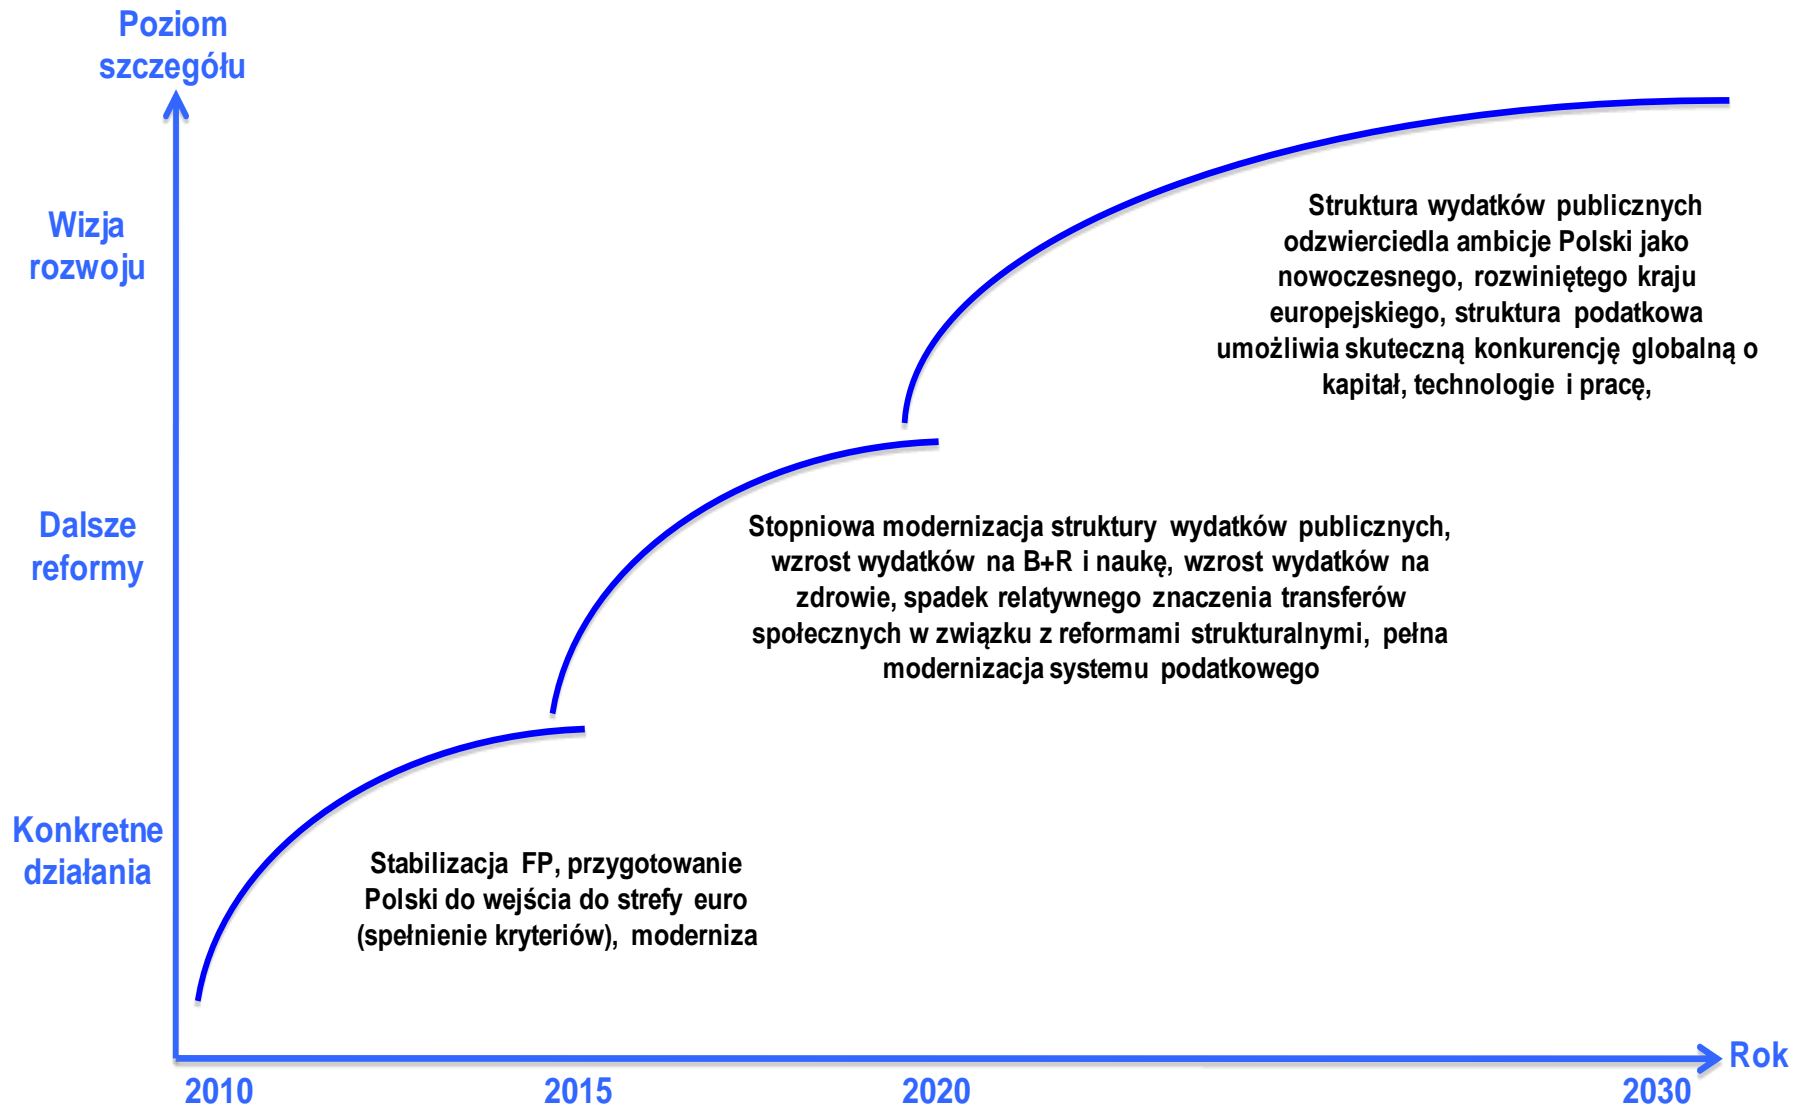 Poziom
szczegółu
Wizja
rozwoju
Struktura wydatków publicznych
odzwierciedla ambicje Polski jako
nowoczesnego, rozwiniętego kraju
europejskiego, struktura podatkowa
umożliwia skuteczną konkurencję globalną o
kapitał, technologie i pracę,
Dalsze
reformy
Stopniowa modernizacja struktury wydatków publicznych,
wzrost wydatków na B+R i naukę, wzrost wydatków na
zdrowie, spadek relatywnego znaczenia transferów
społecznych w związku z reformami strukturalnymi, pełna
modernizacja systemu podatkowego
Konkretne
działania
Stabilizacja FP, przygotowanie
Polski do wejścia do strefy euro
(spełnienie kryteriów), moderniza
Rok
2010 2015 2020 2030